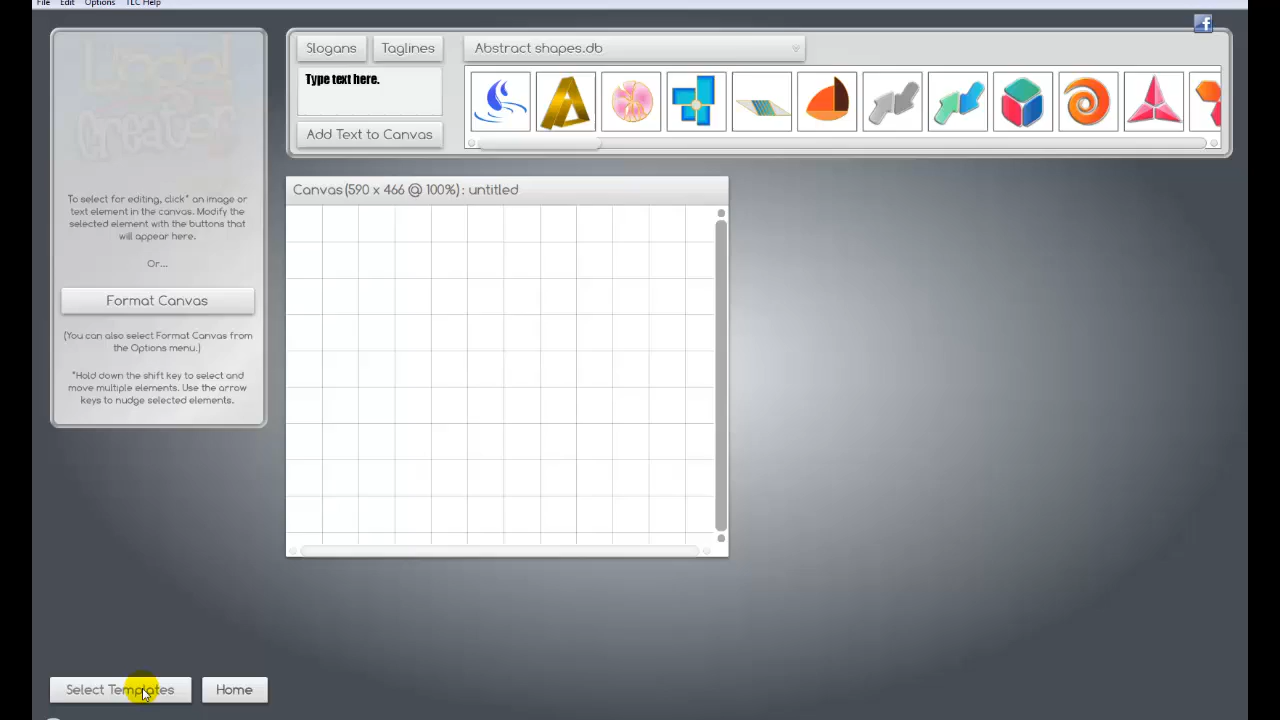 File Edit Options TLC Help
Logo
Creator
To select for editing, click* an image or
text element in the canvas. Modify the
selected element with the buttons that
will appear here.
Or...
Format Canvas
(You can also select Format Canvas from
the Options menu.)
*Hold down the shift key to select and
move multiple elements. Use the arrow
keys to nudge selected elements.
Slogans Taglines
Type text here.
Add Text to Canvas
Abstract shapes.db
f
Canvas (590 x 466 @ 100%) : untitled
Select Templates Home